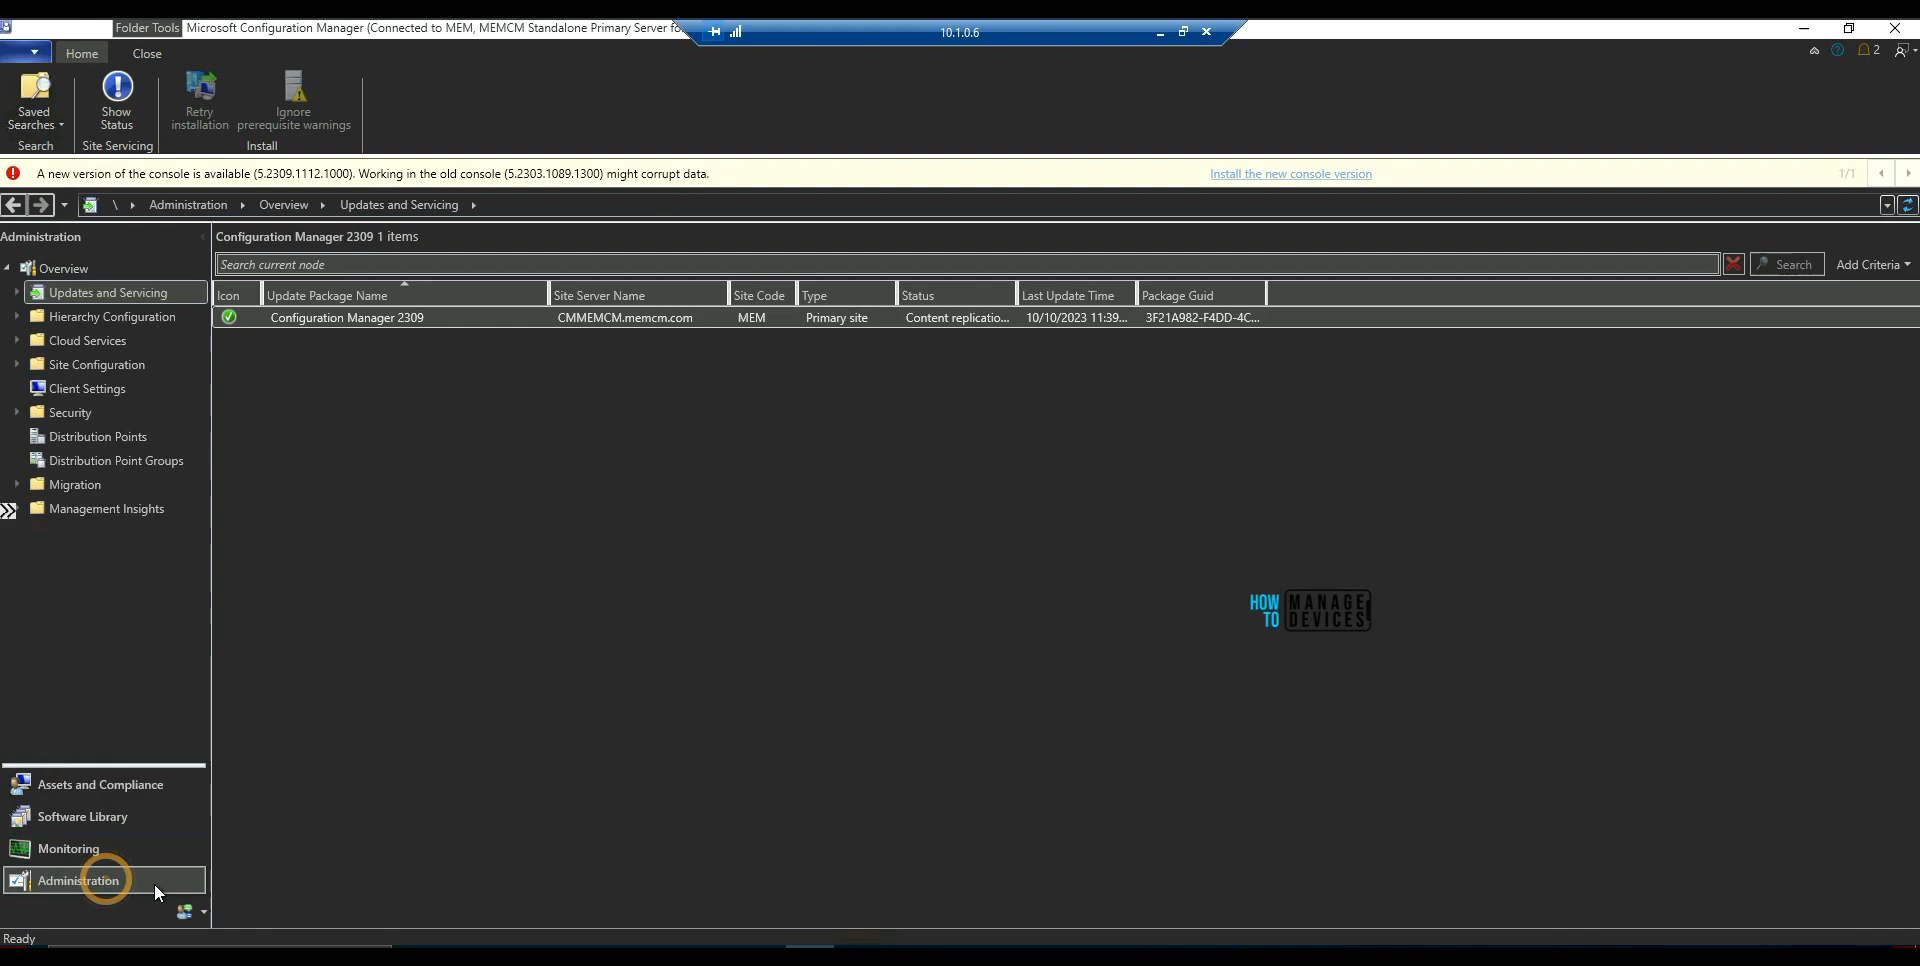 Folder Tools Microsoft Configuration Manager (Connected to MEM, MEMCM Standalone Primary Server fo
10.1.0.6
Home Close
2
Saved Searches
Show Status
Retry installation
Ignore prerequisite warnings
Search Site Servicing Install
A new version of the console is available (5.2309.1112.1000). Working in the old console (5.2303.1089.1300) might corrupt data. Install the new console version 1/1
\ Administration Overview Updates and Servicing
Administration
Configuration Manager 2309 1 items
Search current node Search Add Criteria
Overview
Updates and Servicing
Hierarchy Configuration
Cloud Services
Site Configuration
Client Settings
Security
Distribution Points
Distribution Point Groups
Migration
Management Insights
Icon Update Package Name Site Server Name Site Code Type Status Last Update Time Package Guid
Configuration Manager 2309 CMMEMCM.memcm.com MEM Primary site Content replicatio... 10/10/2023 11:39... 3F21A982-F4DD-4C...
HOW TO MANAGE DEVICES
Assets and Compliance
Software Library
Monitoring
Administration
Ready